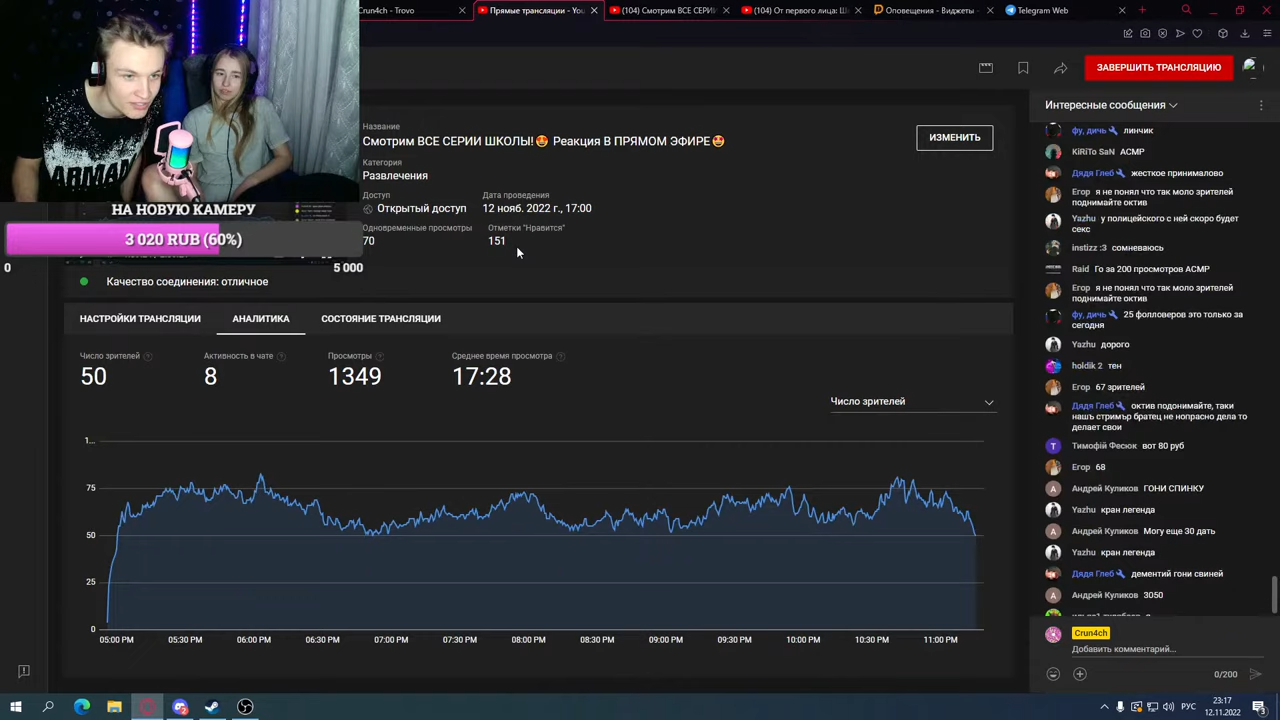 Crun4ch - Trovo
Прямые трансляции - You
(104) Смотрим ВСЕ СЕРИИ
(104) От первого лица: Ш
Оповещения - Виджеты -
Telegram Web
ЗАВЕРШИТЬ ТРАНСЛЯЦИЮ
Название
Смотрим ВСЕ СЕРИИ ШКОЛЫ!🤩 Реакция В ПРЯМОМ ЭФИРЕ🤩
ИЗМЕНИТЬ
Категория
Развлечения
Доступ
Открытый доступ
Дата проведения
12 нояб. 2022 г., 17:00
Одновременные просмотры
70
Отметки "Нравится"
151
НА НОВУЮ КАМЕРУ
3 020 RUB (60%)
0
5 000
Качество соединения: отличное
НАСТРОЙКИ ТРАНСЛЯЦИИ
АНАЛИТИКА
СОСТОЯНИЕ ТРАНСЛЯЦИИ
Число зрителей
50
Активность в чате
8
Просмотры
1349
Среднее время просмотра
17:28
Число зрителей
1...
75
50
25
0
05:00 PM
05:30 PM
06:00 PM
06:30 PM
07:00 PM
07:30 PM
08:00 PM
08:30 PM
09:00 PM
09:30 PM
10:00 PM
10:30 PM
11:00 PM
Интересные сообщения
фу, дичь линчик
KiRiTo SaN АСМР
Дядя Глеб жесткое принималово
Егор я не понял что так моло зрителей
поднимайте октив
Yazhu у полицейского с ней скоро будет
секс
instizz :3 сомневаюсь
Raid Го за 200 просмотров АСМР
Егор я не понял что так моло зрителей
поднимайте октив
фу, дичь 25 фолловеров это только за
сегодня
Yazhu дорого
holdik 2 тен
Егор 67 зрителей
Дядя Глеб октив подонимайте, таки
нашъ стримър братец не нопрасно дела то
делает свои
Тимофій Фесюк вот 80 руб
Егор 68
Андрей Куликов ГОНИ СПИНКУ
Yazhu кран легенда
Андрей Куликов Могу еще 30 дать
Yazhu кран легенда
Дядя Глеб дементий гони свиней
Андрей Куликов 3050
Crun4ch
Добавить комментарий...
0/200
РУС
23:17
12.11.2022